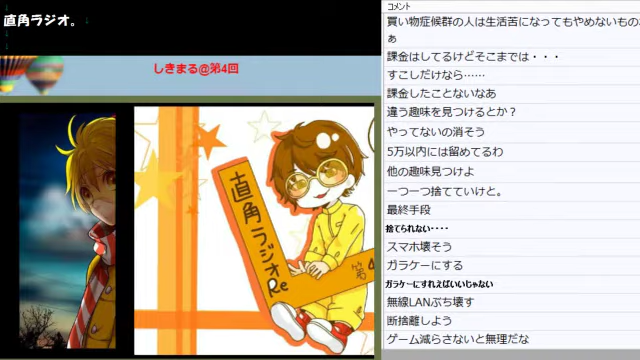 直角ラジオ。
しきまる@第4回
直角ラジオRe
第4
コメント
買い物症候群の人は生活苦になってもやめないもの
ぁ
課金はしてるけどそこまでは・・・
すこしだけなら……
課金したことないなあ
違う趣味を見つけるとか？
やってないの消そう
5万以内には留めてるわ
他の趣味見つけよ
一つ一つ捨てていけと。
最終手段
捨てられない・・・・
スマホ壊そう
ガラケーにする
ガラケーにすればいいじゃない
無線LANぶち壊す
断捨離しよう
ゲーム減らさないと無理だな